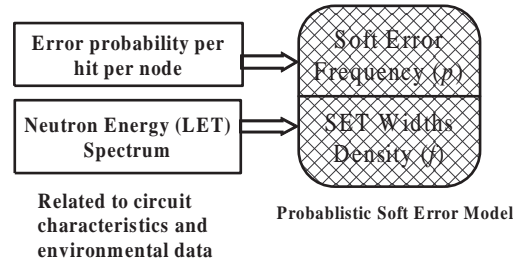 Error probability per
hit per node
Soft Error
Frequency (p)
Neutron Energy (LET)
Spectrum
SET Widths
Density (f)
Related to circuit
characteristics and
environmental data
Probablistic Soft Error Model